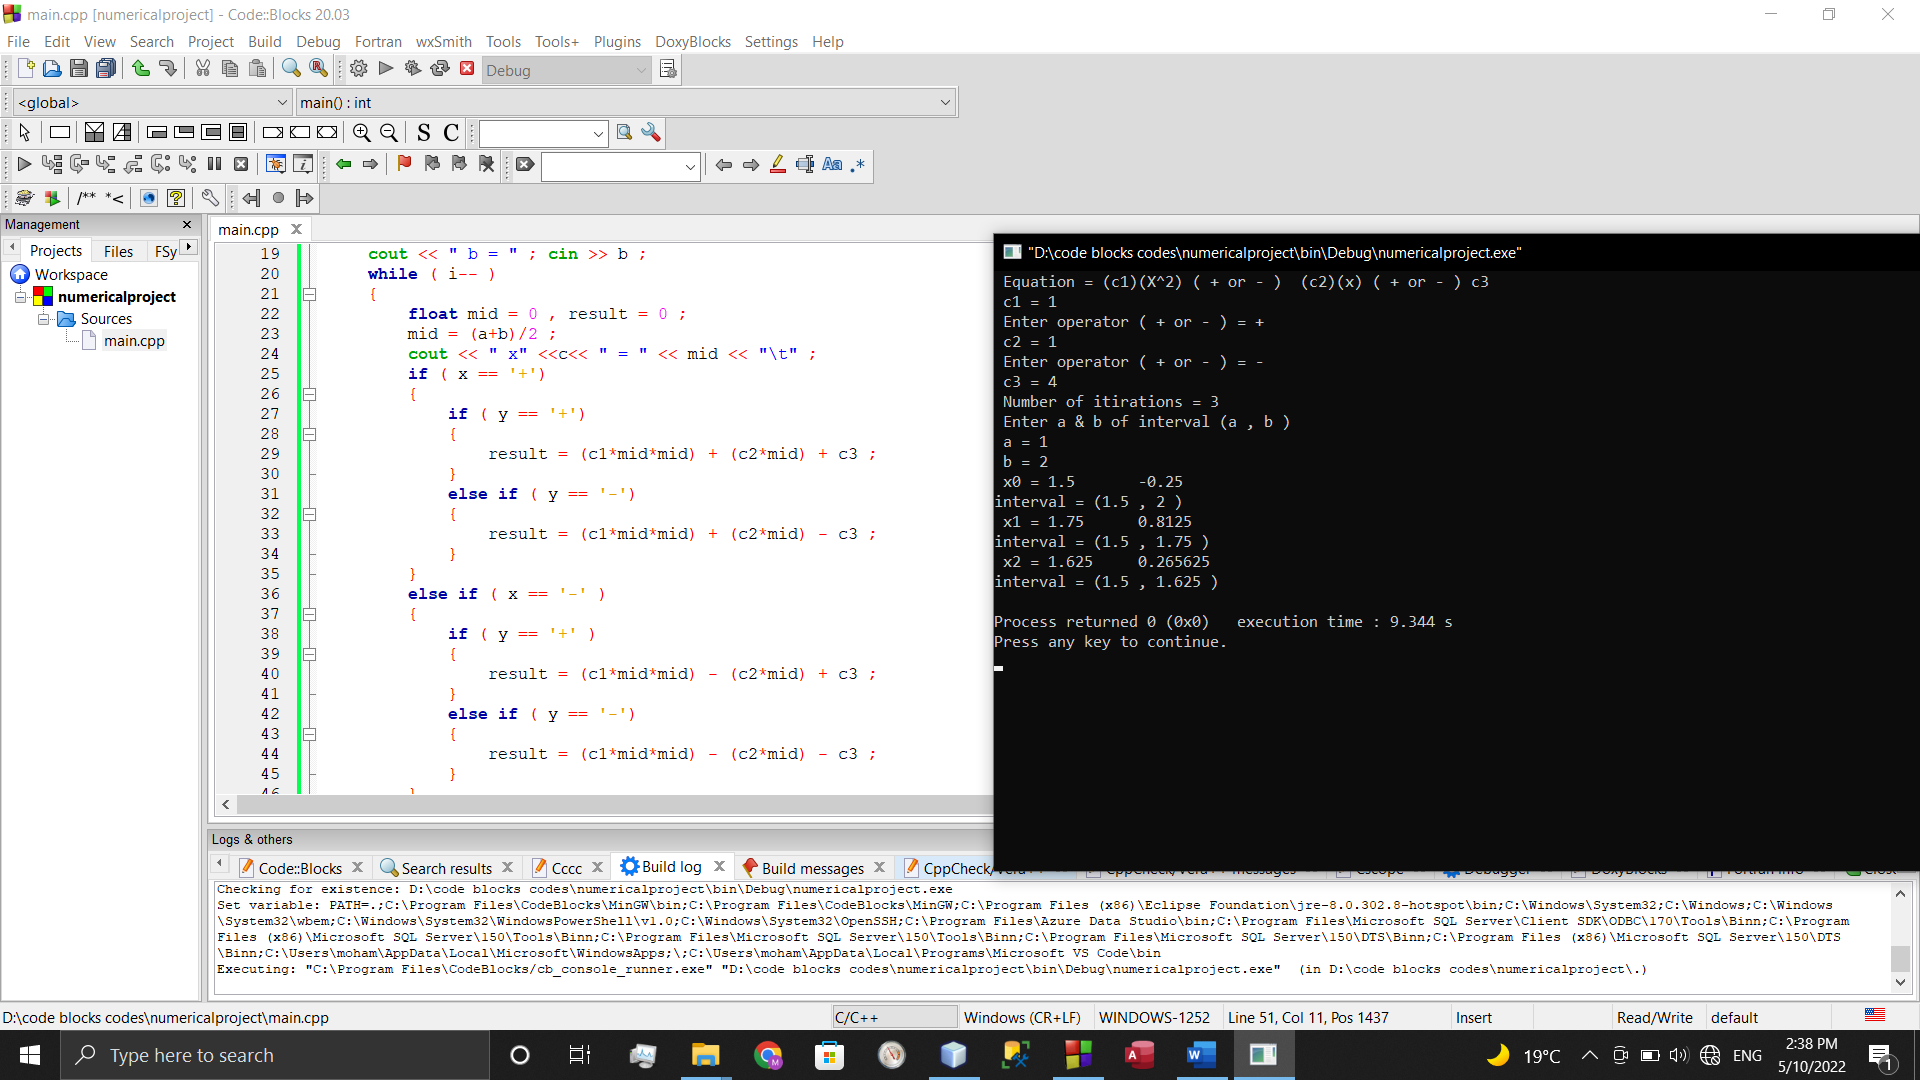 main.cpp [numericalproject] - Code::Blocks 20.03
File Edit View Search Project Build Debug Fortran wxSmith Tools Tools+ Plugins DoxyBlocks Settings Help
Debug
<global> main() : int
S C
Aa .*
/** *<
Management
Projects Files FSy
Workspace
numericalproject
Sources
main.cpp
main.cpp
19 cout << " b = " ; cin >> b ;
20 while ( i-- )
21 {
22 float mid = 0 , result = 0 ;
23 mid = (a+b)/2 ;
24 cout << " x" <<c<< " = " << mid << "\t" ;
25 if ( x == '+')
26 {
27 if ( y == '+')
28 {
29 result = (c1*mid*mid) + (c2*mid) + c3 ;
30 }
31 else if ( y == '-')
32 {
33 result = (c1*mid*mid) + (c2*mid) - c3 ;
34 }
35 }
36 else if ( x == '-' )
37 {
38 if ( y == '+' )
39 {
40 result = (c1*mid*mid) - (c2*mid) + c3 ;
41 }
42 else if ( y == '-')
43 {
44 result = (c1*mid*mid) - (c2*mid) - c3 ;
45 }
46 }
"D:\code blocks codes\numericalproject\bin\Debug\numericalproject.exe"
Equation = (c1)(X^2) ( + or - )  (c2)(x) ( + or - ) c3
c1 = 1
Enter operator ( + or - ) = +
c2 = 1
Enter operator ( + or - ) = -
c3 = 4
Number of itirations = 3
Enter a & b of interval (a , b )
a = 1
b = 2
x0 = 1.5 -0.25
interval = (1.5 , 2 )
x1 = 1.75 0.8125
interval = (1.5 , 1.75 )
x2 = 1.625 0.265625
interval = (1.5 , 1.625 )
Process returned 0 (0x0)   execution time : 9.344 s
Press any key to continue.
Logs & others
Code::Blocks Search results Cccc Build log Build messages CppCheck/Vera++ CppCheck/Vera++ messages Cscope Debugger DoxyBlocks Fortran info Closed
Checking for existence: D:\code blocks codes\numericalproject\bin\Debug\numericalproject.exe
Set variable: PATH=.;C:\Program Files\CodeBlocks\MinGW\bin;C:\Program Files\CodeBlocks\MinGW;C:\Program Files (x86)\Eclipse Foundation\jre-8.0.302.8-hotspot\bin;C:\Windows\System32;C:\Windows;C:\Windows
\System32\wbem;C:\Windows\System32\WindowsPowerShell\v1.0;C:\Windows\System32\OpenSSH;C:\Program Files\Azure Data Studio\bin;C:\Program Files\Microsoft SQL Server\Client SDK\ODBC\170\Tools\Binn;C:\Program
Files (x86)\Microsoft SQL Server\150\Tools\Binn;C:\Program Files\Microsoft SQL Server\150\Tools\Binn;C:\Program Files\Microsoft SQL Server\150\DTS\Binn;C:\Program Files (x86)\Microsoft SQL Server\150\DTS
\Binn;C:\Users\moham\AppData\Local\Microsoft\WindowsApps;\;C:\Users\moham\AppData\Local\Programs\Microsoft VS Code\bin
Executing: "C:\Program Files\CodeBlocks/cb_console_runner.exe" "D:\code blocks codes\numericalproject\bin\Debug\numericalproject.exe"  (in D:\code blocks codes\numericalproject\.)
D:\code blocks codes\numericalproject\main.cpp C/C++ Windows (CR+LF) WINDOWS-1252 Line 51, Col 11, Pos 1437 Insert Read/Write default
Type here to search
19°C ENG 2:38 PM
5/10/2022
1